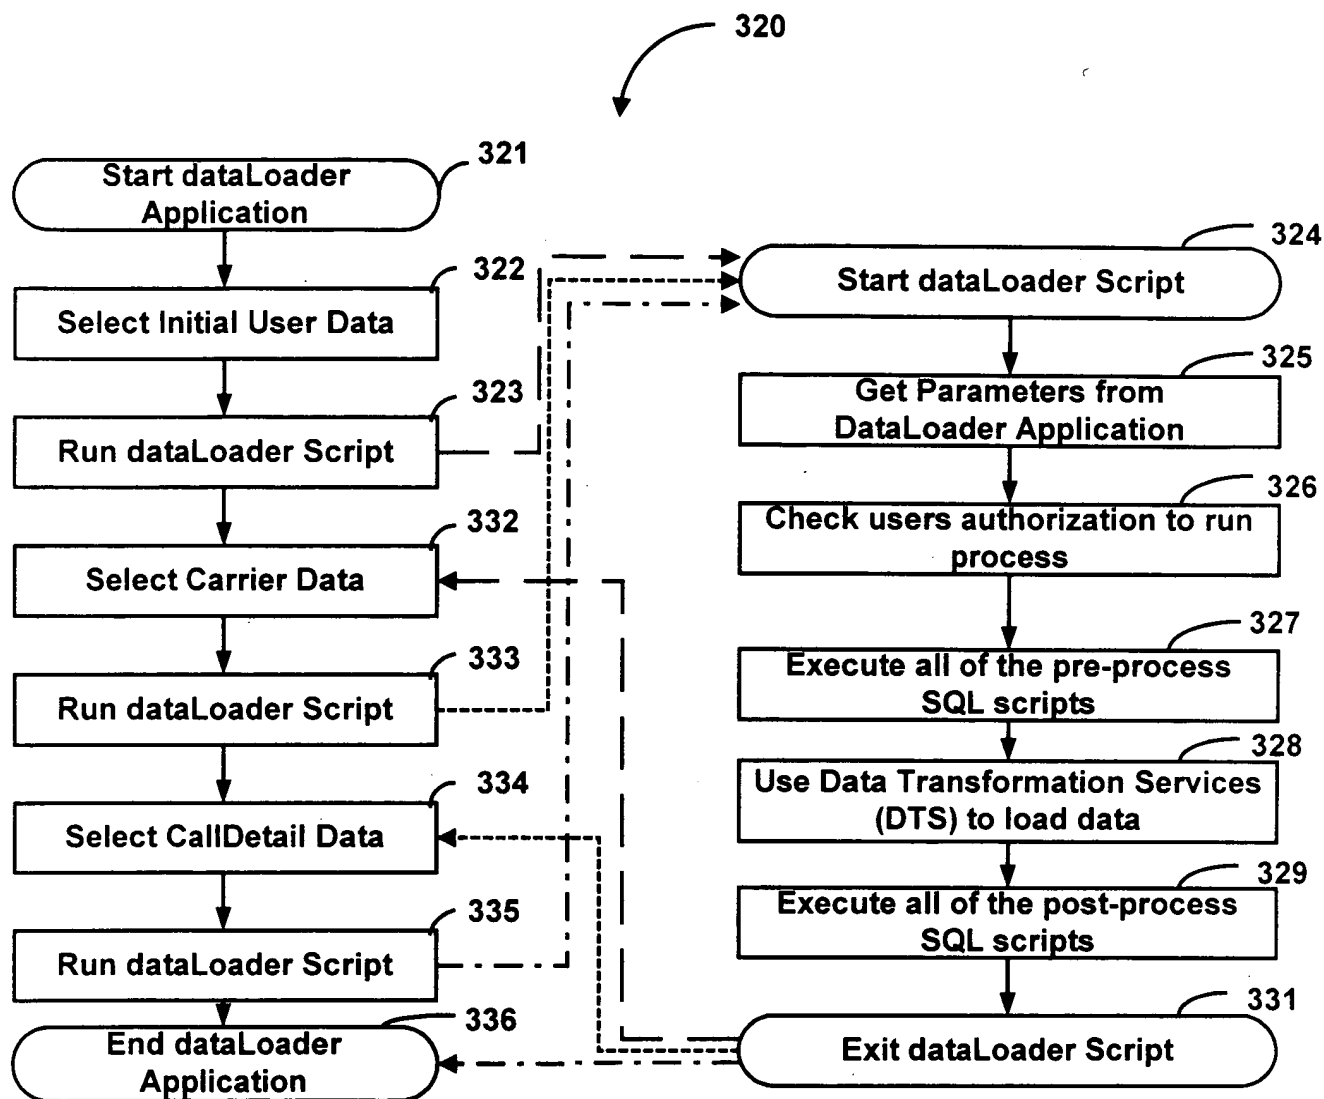 320
321
Start dataLoader
Application
322
Select Initial User Data
323
Run dataLoader Script
332
Select Carrier Data
333
Run dataLoader Script
334
Select CallDetail Data
335
Run dataLoader Script
336
End dataLoader
Application
324
Start dataLoader Script
325
Get Parameters from
DataLoader Application
326
Check users authorization to run
process
327
Execute all of the pre-process
SQL scripts
328
Use Data Transformation Services
(DTS) to load data
329
Execute all of the post-process
SQL scripts
331
Exit dataLoader Script